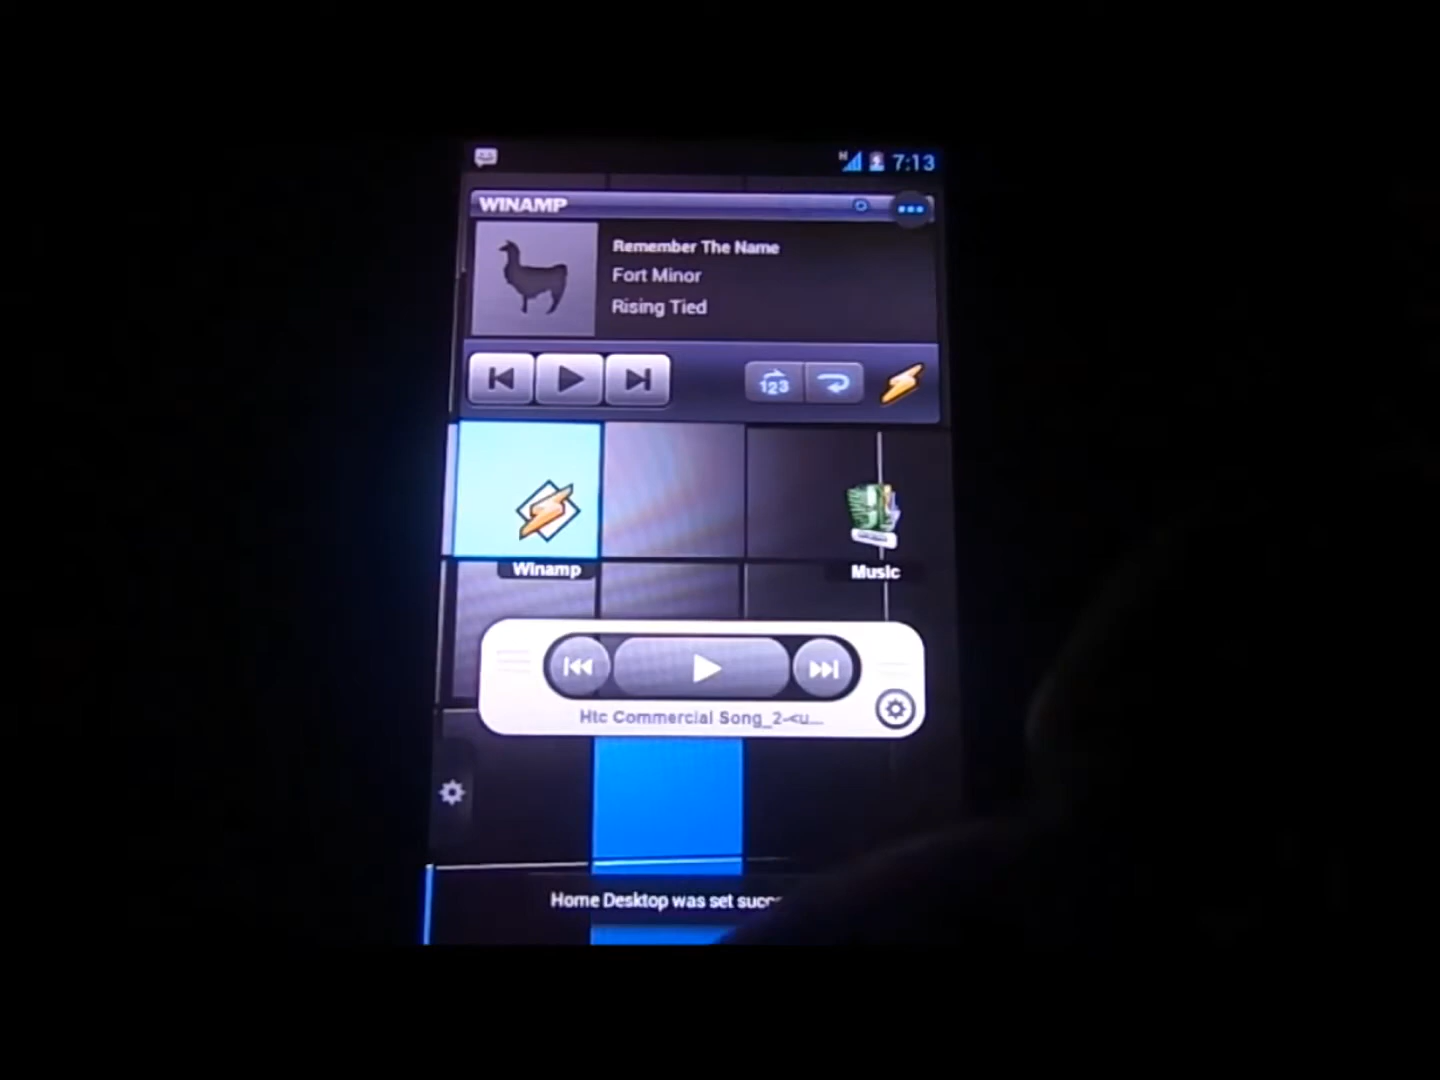 H 7:13
WINAMP
Remember The Name
Fort Minor
Rising Tied
123
Winamp
Music
Htc Commercial Song_2-<u...
Home Desktop was set